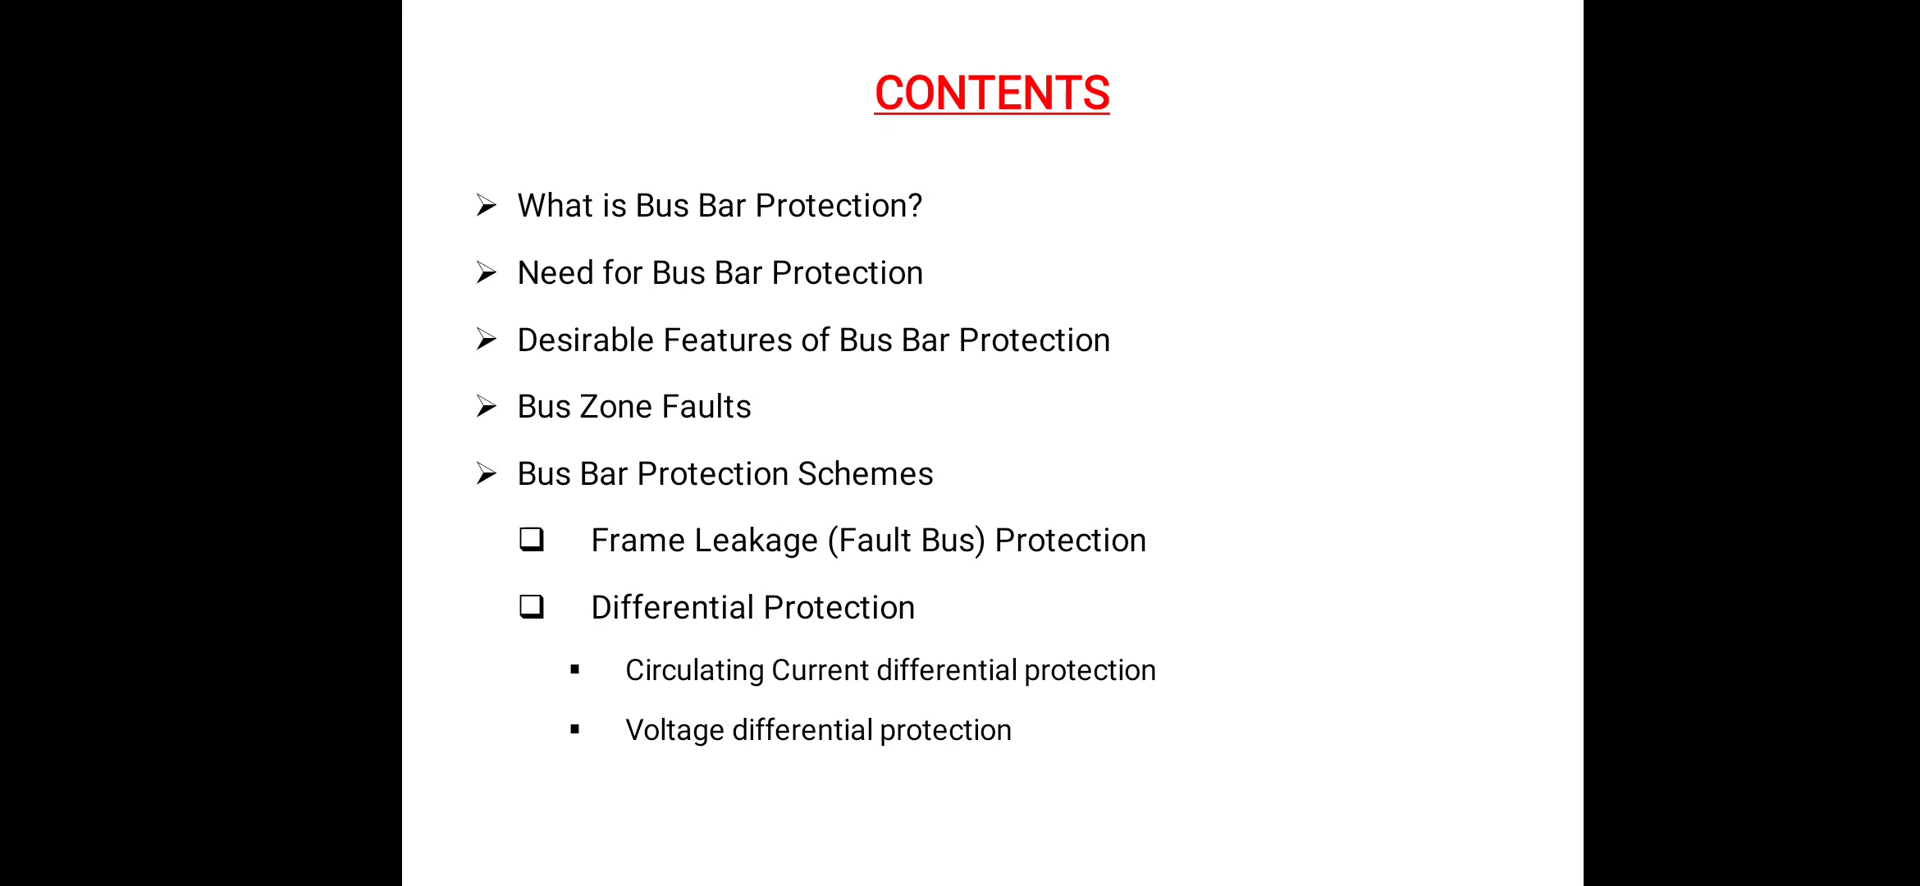 CONTENTS
What is Bus Bar Protection?
Need for Bus Bar Protection
Desirable Features of Bus Bar Protection
Bus Zone Faults
Bus Bar Protection Schemes
Frame Leakage (Fault Bus) Protection
Differential Protection
Circulating Current differential protection
Voltage differential protection